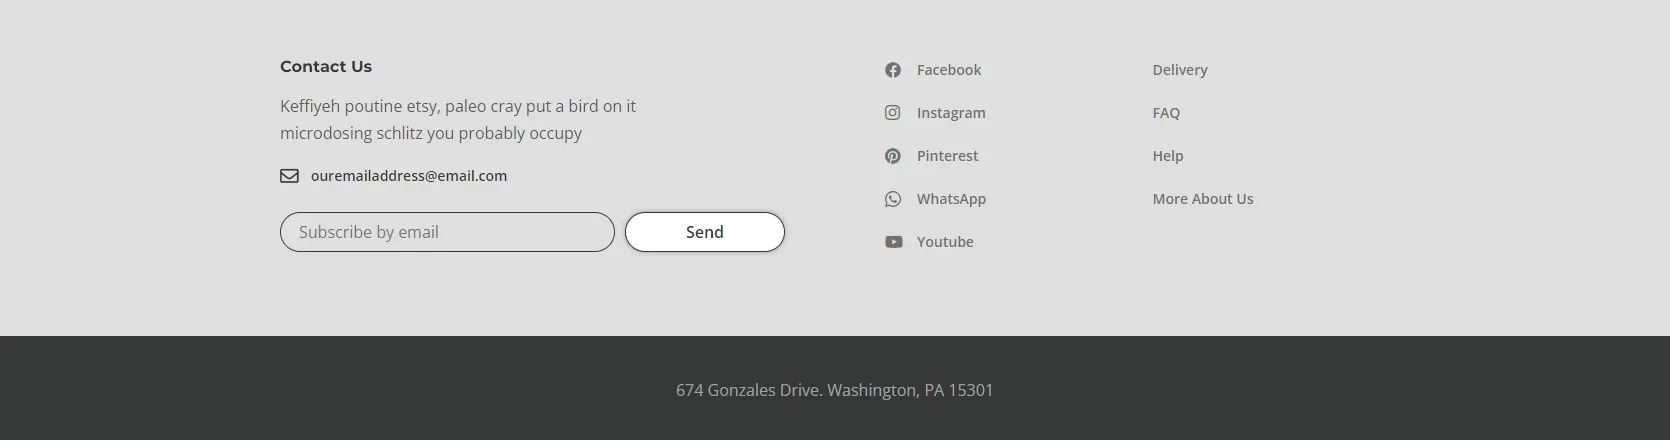 Contact Us
Keffiyeh poutine etsy, paleo cray put a bird on it
microdosing schlitz you probably occupy
ouremailaddress@email.com
Subscribe by email
Send
Facebook
Instagram
Pinterest
WhatsApp
Youtube
Delivery
FAQ
Help
More About Us
674 Gonzales Drive. Washington, PA 15301